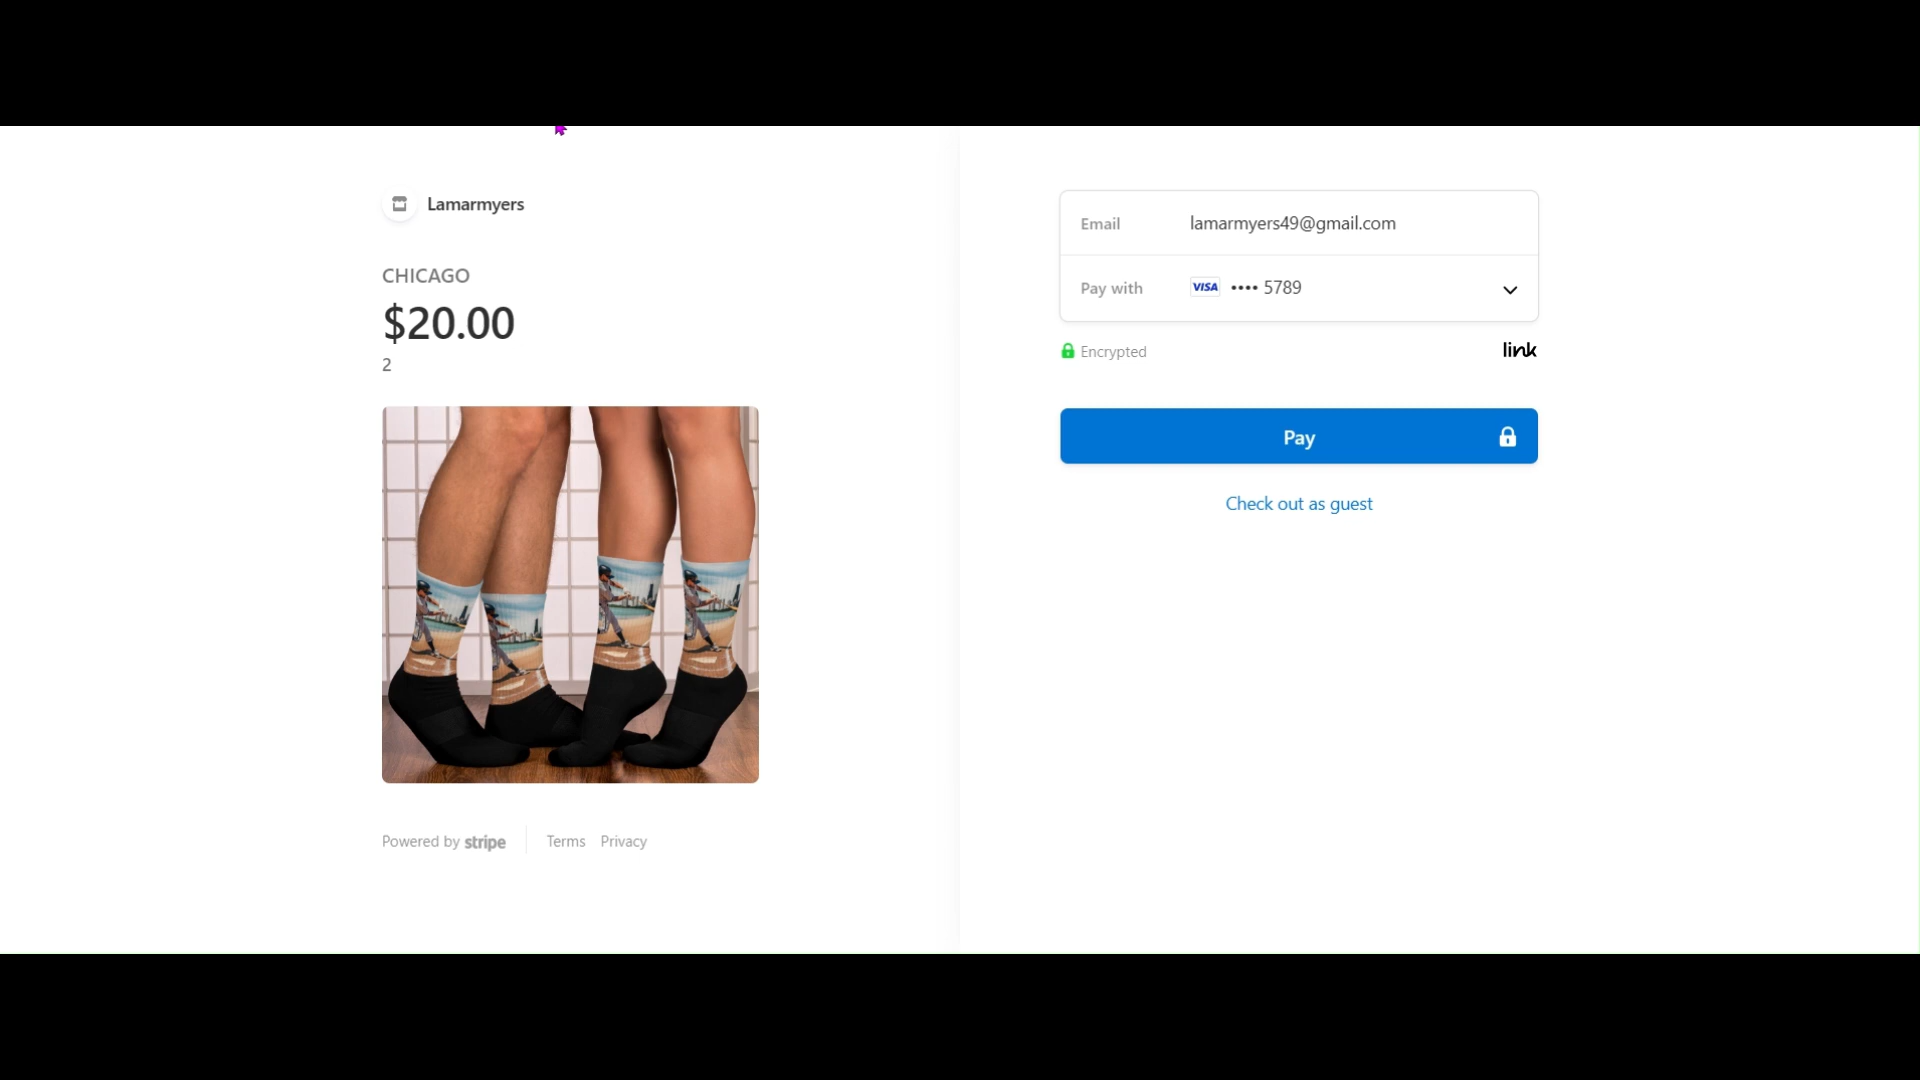 Lamarmyers
CHICAGO
$20.00
2
Powered by stripe
Terms Privacy
Email lamarmyers49@gmail.com
Pay with VISA •••• 5789
Encrypted
link
Pay
Check out as guest